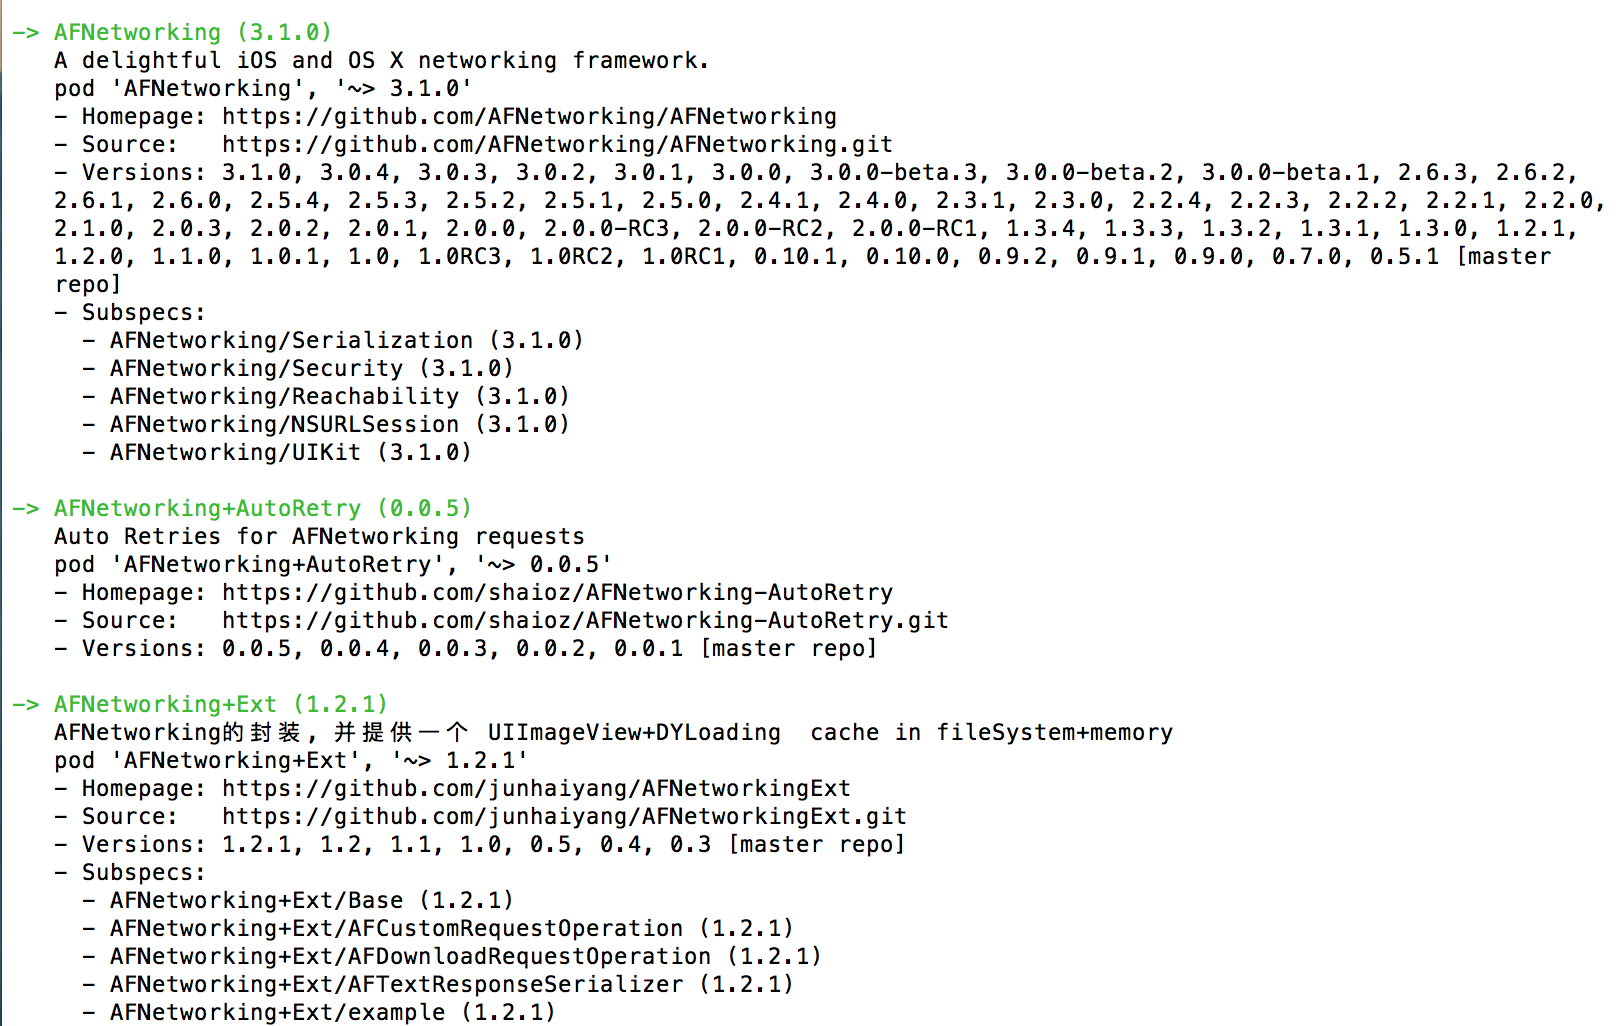 -> AFNetworking (3.1.0)
A delightful iOS and OS X networking framework.
pod 'AFNetworking', '~> 3.1.0'
- Homepage: https://github.com/AFNetworking/AFNetworking
- Source:   https://github.com/AFNetworking/AFNetworking.git
- Versions: 3.1.0, 3.0.4, 3.0.3, 3.0.2, 3.0.1, 3.0.0, 3.0.0-beta.3, 3.0.0-beta.2, 3.0.0-beta.1, 2.6.3, 2.6.2,
2.6.1, 2.6.0, 2.5.4, 2.5.3, 2.5.2, 2.5.1, 2.5.0, 2.4.1, 2.4.0, 2.3.1, 2.3.0, 2.2.4, 2.2.3, 2.2.2, 2.2.1, 2.2.0,
2.1.0, 2.0.3, 2.0.2, 2.0.1, 2.0.0, 2.0.0-RC3, 2.0.0-RC2, 2.0.0-RC1, 1.3.4, 1.3.3, 1.3.2, 1.3.1, 1.3.0, 1.2.1,
1.2.0, 1.1.0, 1.0.1, 1.0, 1.0RC3, 1.0RC2, 1.0RC1, 0.10.1, 0.10.0, 0.9.2, 0.9.1, 0.9.0, 0.7.0, 0.5.1 [master
repo]
- Subspecs:
- AFNetworking/Serialization (3.1.0)
- AFNetworking/Security (3.1.0)
- AFNetworking/Reachability (3.1.0)
- AFNetworking/NSURLSession (3.1.0)
- AFNetworking/UIKit (3.1.0)
-> AFNetworking+AutoRetry (0.0.5)
Auto Retries for AFNetworking requests
pod 'AFNetworking+AutoRetry', '~> 0.0.5'
- Homepage: https://github.com/shaioz/AFNetworking-AutoRetry
- Source:   https://github.com/shaioz/AFNetworking-AutoRetry.git
- Versions: 0.0.5, 0.0.4, 0.0.3, 0.0.2, 0.0.1 [master repo]
-> AFNetworking+Ext (1.2.1)
AFNetworking的封装, 并提供一个 UIImageView+DYLoading  cache in fileSystem+memory
pod 'AFNetworking+Ext', '~> 1.2.1'
- Homepage: https://github.com/junhaiyang/AFNetworkingExt
- Source:   https://github.com/junhaiyang/AFNetworkingExt.git
- Versions: 1.2.1, 1.2, 1.1, 1.0, 0.5, 0.4, 0.3 [master repo]
- Subspecs:
- AFNetworking+Ext/Base (1.2.1)
- AFNetworking+Ext/AFCustomRequestOperation (1.2.1)
- AFNetworking+Ext/AFDownloadRequestOperation (1.2.1)
- AFNetworking+Ext/AFTextResponseSerializer (1.2.1)
- AFNetworking+Ext/example (1.2.1)